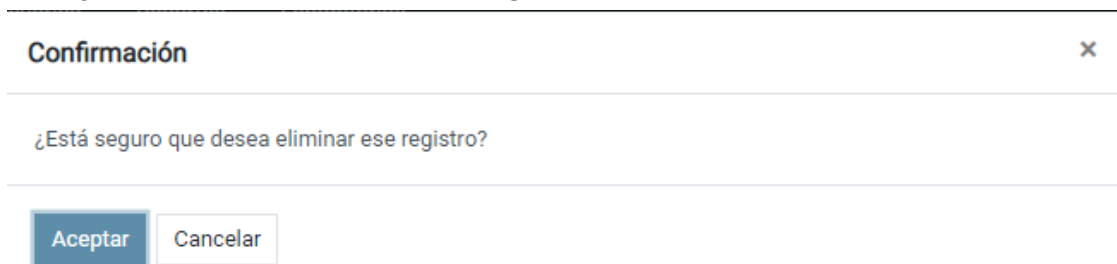 Confirmación ×
¿Está seguro que desea eliminar ese registro?
Aceptar Cancelar